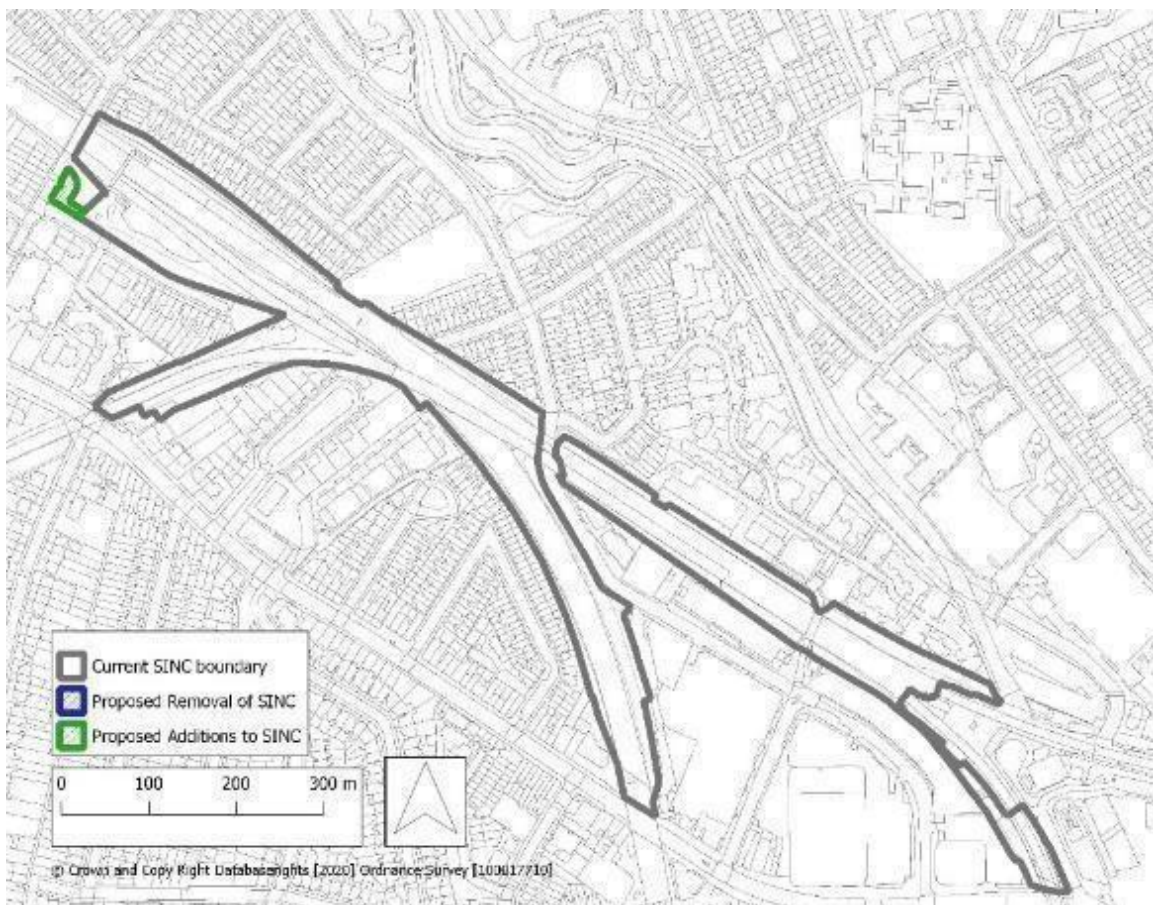 Current SINC boundary
Proposed Removal of SINC
Proposed Additions to SINC
0 100 200 300 m
© Crown and Copy Right Databaserights [2020] Ordnance Survey [100017710]